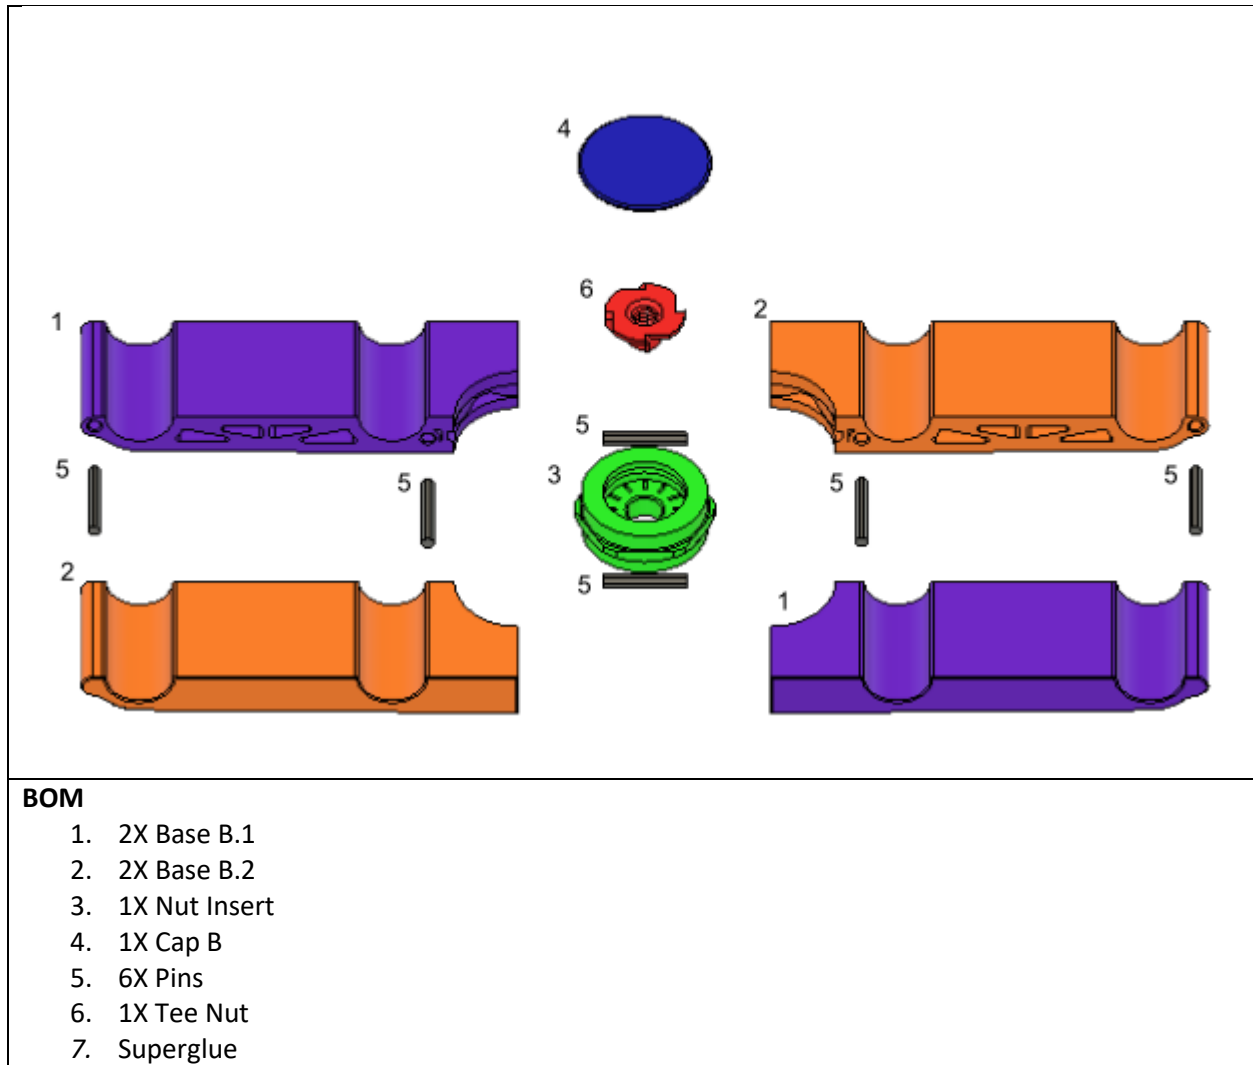 4
6
1
2
5
3
5
5
5
5
5
2
1
BOM
1. 2X Base B.1
2. 2X Base B.2
3. 1X Nut Insert
4. 1X Cap B
5. 6X Pins
6. 1X Tee Nut
7. Superglue